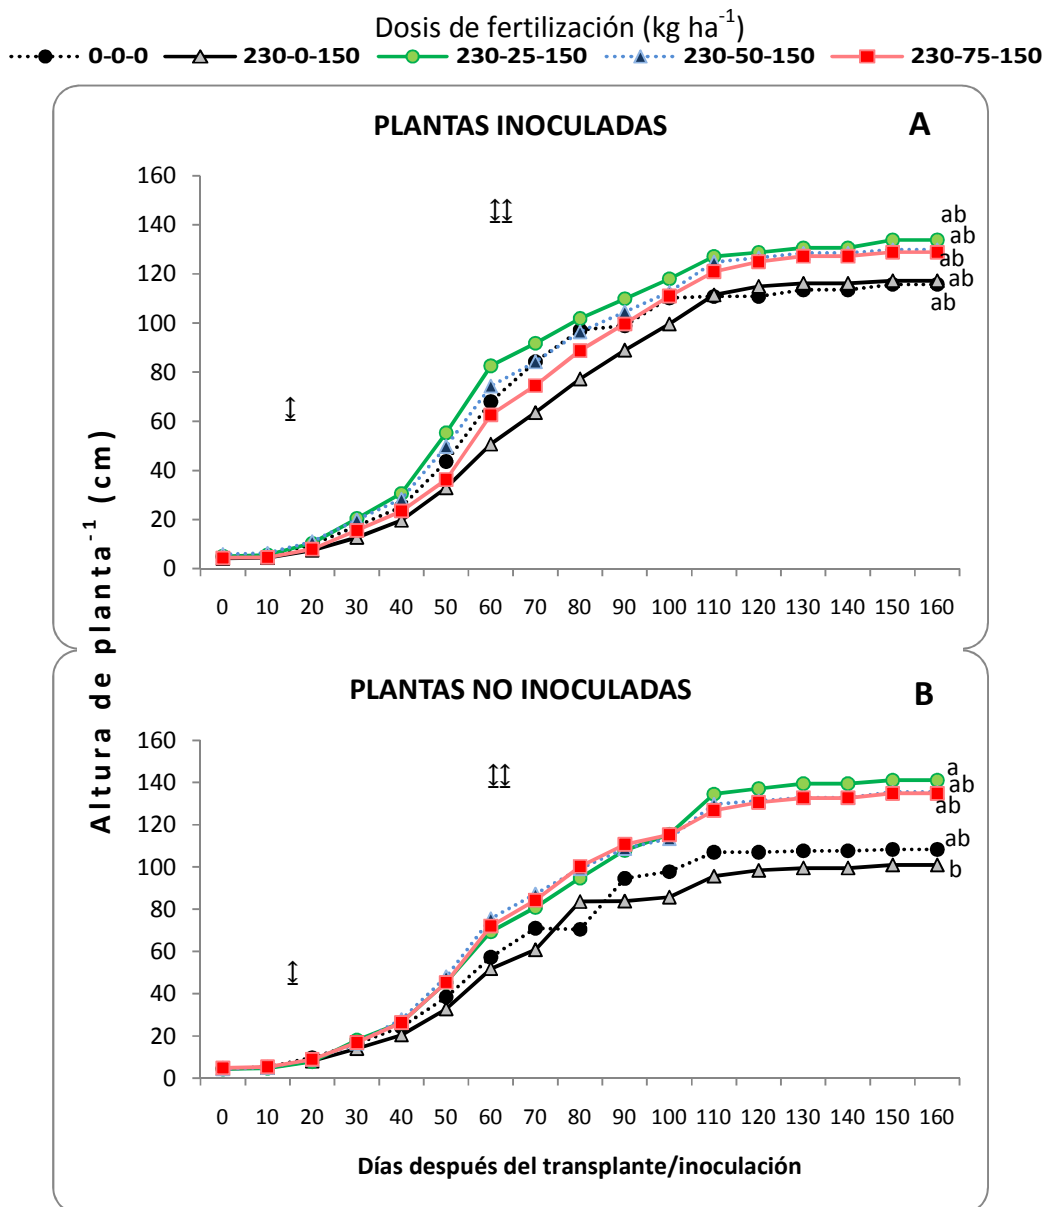 Dosis de fertilización (kg ha-1)
0-0-0 230-0-150 230-25-150 230-50-150 230-75-150
PLANTAS INOCULADAS A
160
140
120
100
80
60
40
20
0
ab
ab
ab
ab
ab
0 10 20 30 40 50 60 70 80 90 100 110 120 130 140 150 160
Altura de planta-1 (cm)
PLANTAS NO INOCULADAS B
160
140
120
100
80
60
40
20
0
a
ab
ab
ab
b
0 10 20 30 40 50 60 70 80 90 100 110 120 130 140 150 160
Días después del transplante/inoculación